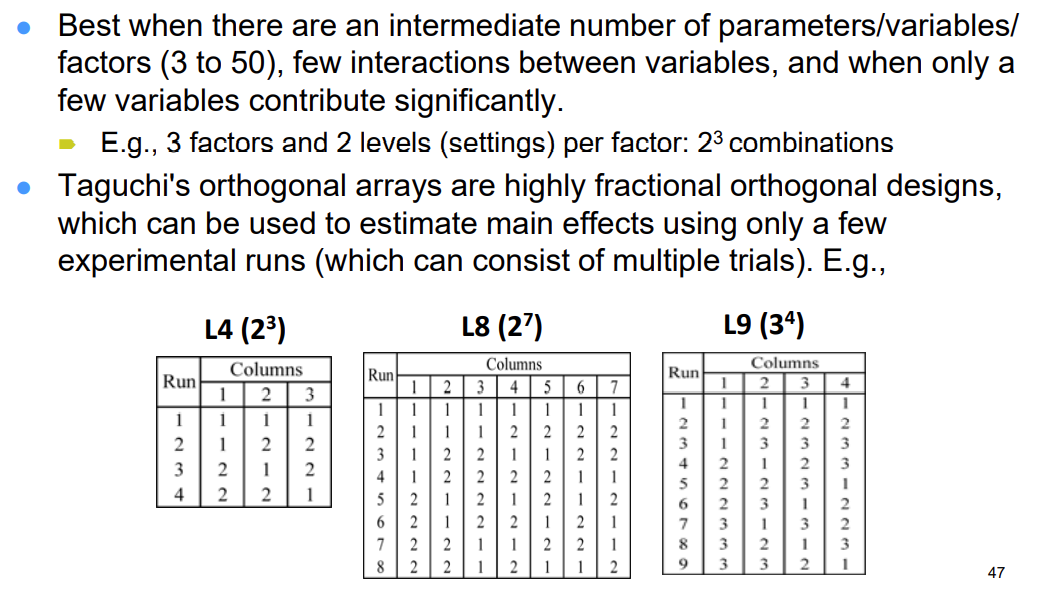 Best when there are an intermediate number of parameters/variables/
factors (3 to 50), few interactions between variables, and when only a
few variables contribute significantly.
E.g., 3 factors and 2 levels (settings) per factor: 2³ combinations
Taguchi's orthogonal arrays are highly fractional orthogonal designs,
which can be used to estimate main effects using only a few
experimental runs (which can consist of multiple trials). E.g.,
L4 (2³)
Run Columns
1 2 3
1 1 1 1
2 1 2 2
3 2 1 2
4 2 2 1
L8 (2⁷)
Run Columns
1 2 3 4 5 6 7
1 1 1 1 1 1 1 1
2 1 1 1 2 2 2 2
3 1 2 2 1 1 2 2
4 1 2 2 2 2 1 1
5 2 1 2 1 2 1 2
6 2 1 2 2 1 2 1
7 2 2 1 1 2 2 1
8 2 2 1 2 1 1 2
L9 (3⁴)
Run Columns
1 2 3 4
1 1 1 1 1
2 1 2 2 2
3 1 3 3 3
4 2 1 2 3
5 2 2 3 1
6 2 3 1 2
7 3 1 3 2
8 3 2 1 3
9 3 3 2 1
47